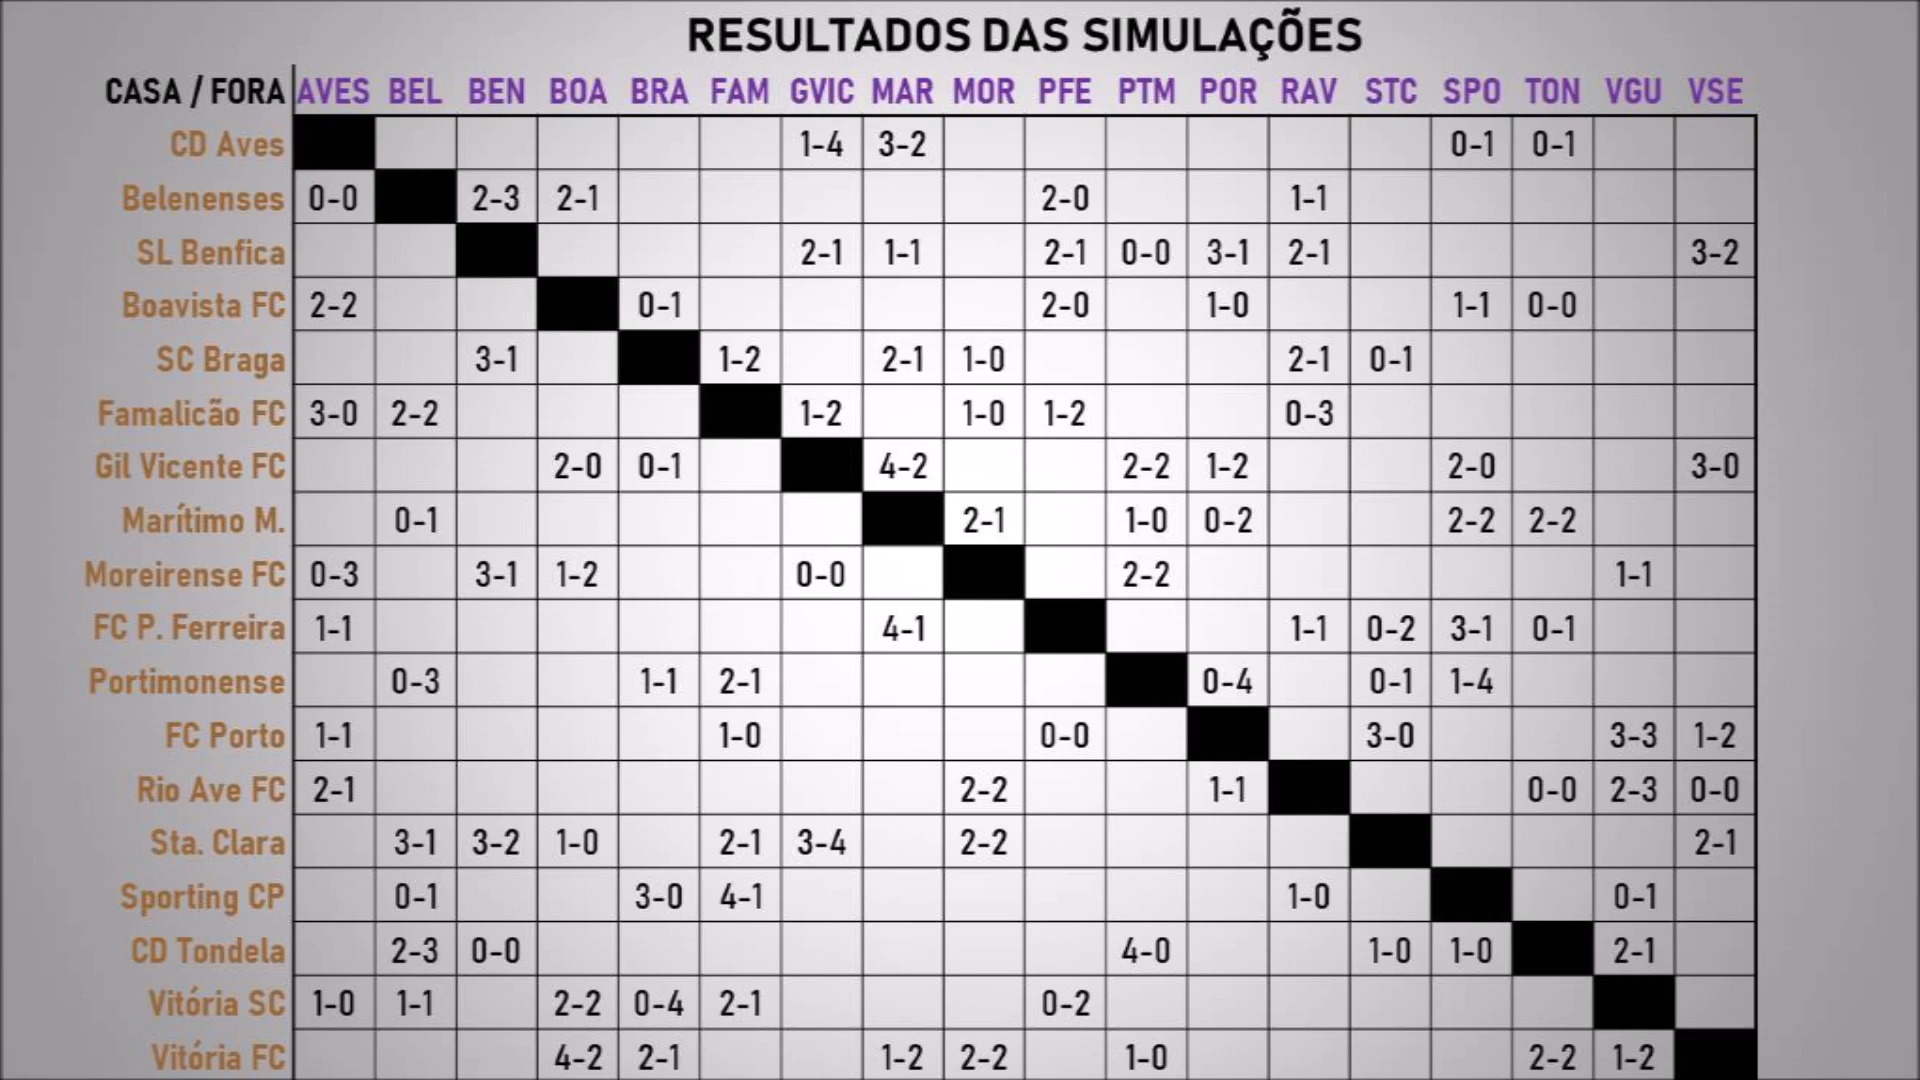 RESULTADOS DAS SIMULAÇÕES
CASA / FORA AVES BEL BEN BOA BRA FAM GVIC MAR MOR PFE PTM POR RAV STC SPO TON VGU VSE
CD Aves 1-4 3-2 0-1 0-1
Belenenses 0-0 2-3 2-1 2-0 1-1
SL Benfica 2-1 1-1 2-1 0-0 3-1 2-1 3-2
Boavista FC 2-2 0-1 2-0 1-0 1-1 0-0
SC Braga 3-1 1-2 2-1 1-0 2-1 0-1
Famalicão FC 3-0 2-2 1-2 1-0 1-2 0-3
Gil Vicente FC 2-0 0-1 4-2 2-2 1-2 2-0 3-0
Marítimo M. 0-1 2-1 1-0 0-2 2-2 2-2
Moreirense FC 0-3 3-1 1-2 0-0 2-2 1-1
FC P. Ferreira 1-1 4-1 1-1 0-2 3-1 0-1
Portimonense 0-3 1-1 2-1 0-4 0-1 1-4
FC Porto 1-1 1-0 0-0 3-0 3-3 1-2
Rio Ave FC 2-1 2-2 1-1 0-0 2-3 0-0
Sta. Clara 3-1 3-2 1-0 2-1 3-4 2-2 2-1
Sporting CP 0-1 3-0 4-1 1-0 0-1
CD Tondela 2-3 0-0 4-0 1-0 1-0 2-1
Vitória SC 1-0 1-1 2-2 0-4 2-1 0-2
Vitória FC 4-2 2-1 1-2 2-2 1-0 2-2 1-2